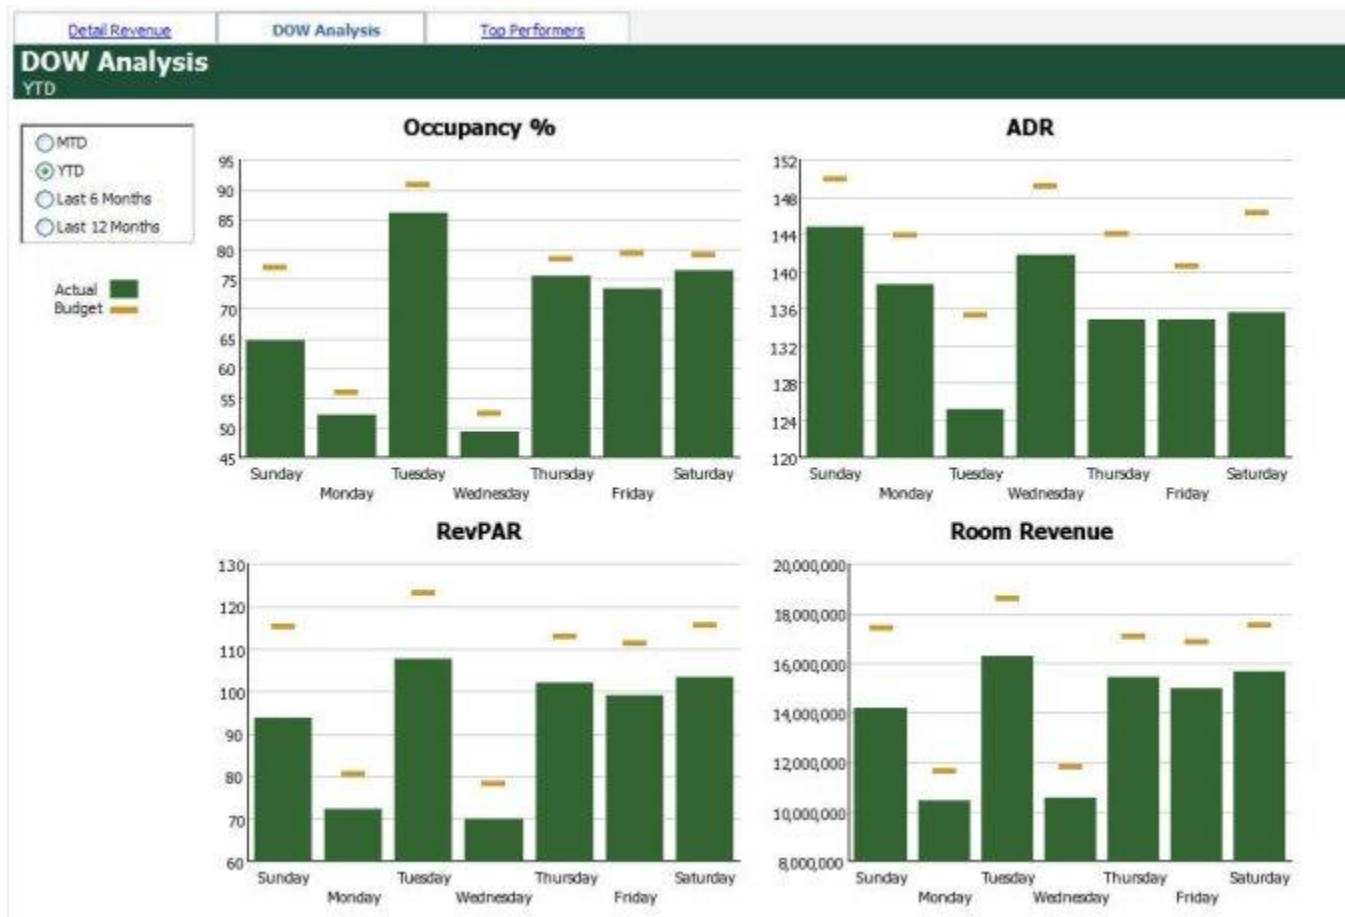 Detail Revenue DOW Analysis Top Performers
DOW Analysis
YTD
MTD
YTD
Last 6 Months
Last 12 Months
Actual
Budget
Occupancy %
95
90
85
80
75
70
65
60
55
50
45
Sunday Tuesday Thursday Saturday
Monday Wednesday Friday
ADR
152
148
144
140
136
132
128
124
120
Sunday Tuesday Thursday Saturday
Monday Wednesday Friday
RevPAR
130
120
110
100
90
80
70
60
Sunday Tuesday Thursday Saturday
Monday Wednesday Friday
Room Revenue
20,000,000
18,000,000
16,000,000
14,000,000
12,000,000
10,000,000
8,000,000
Sunday Tuesday Thursday Saturday
Monday Wednesday Friday